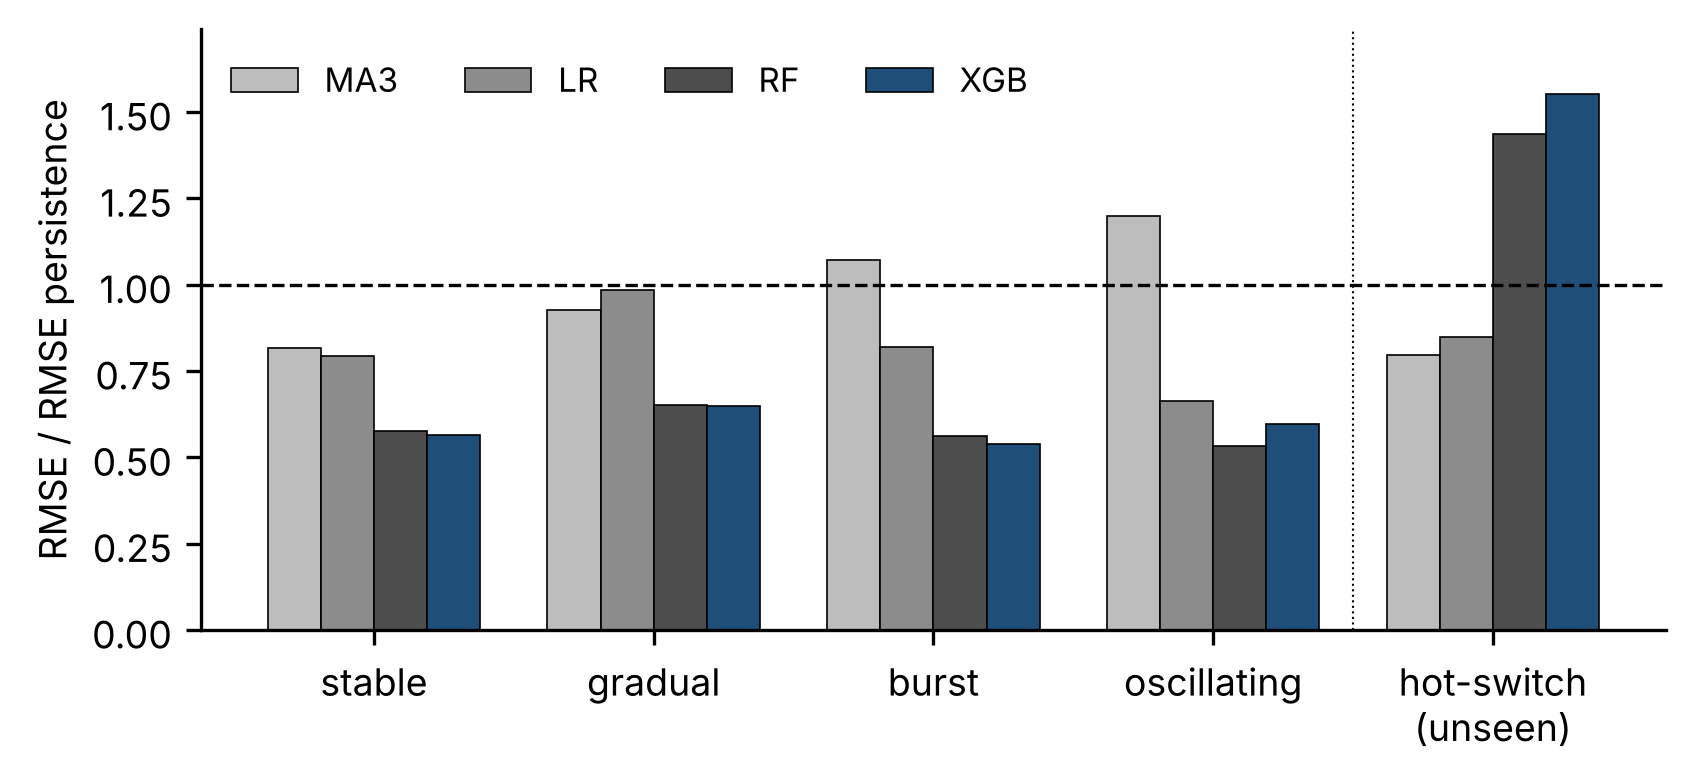 MA3 LR RF XGB
RMSE / RMSE persistence
1.50
1.25
1.00
0.75
0.50
0.25
0.00
stable gradual burst oscillating hot-switch
(unseen)